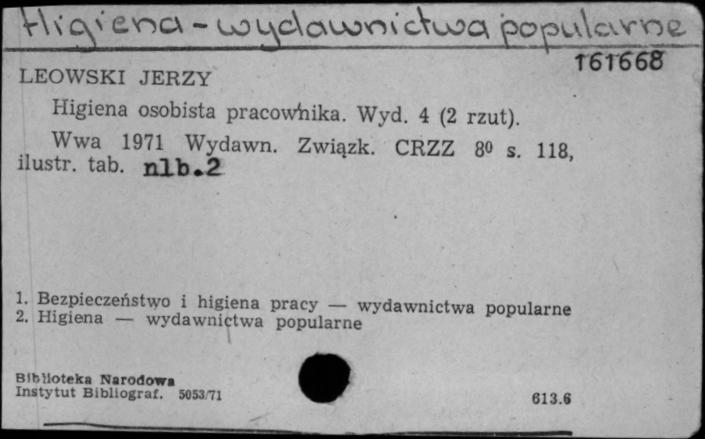 Higiena - wydawnictwa popularne
161668
LEOWSKI JERZY
Higiena osobista pracownika. Wyd. 4 (2 rzut).
Wwa 1971 Wydawn. Związk. CRZZ 8º s. 118,
ilustr. tab. nlb.2
1. Bezpieczeństwo i higiena pracy — wydawnictwa popularne
2. Higiena — wydawnictwa popularne
Biblioteka Narodowa
Instytut Bibliograf. 5053/71
613.6